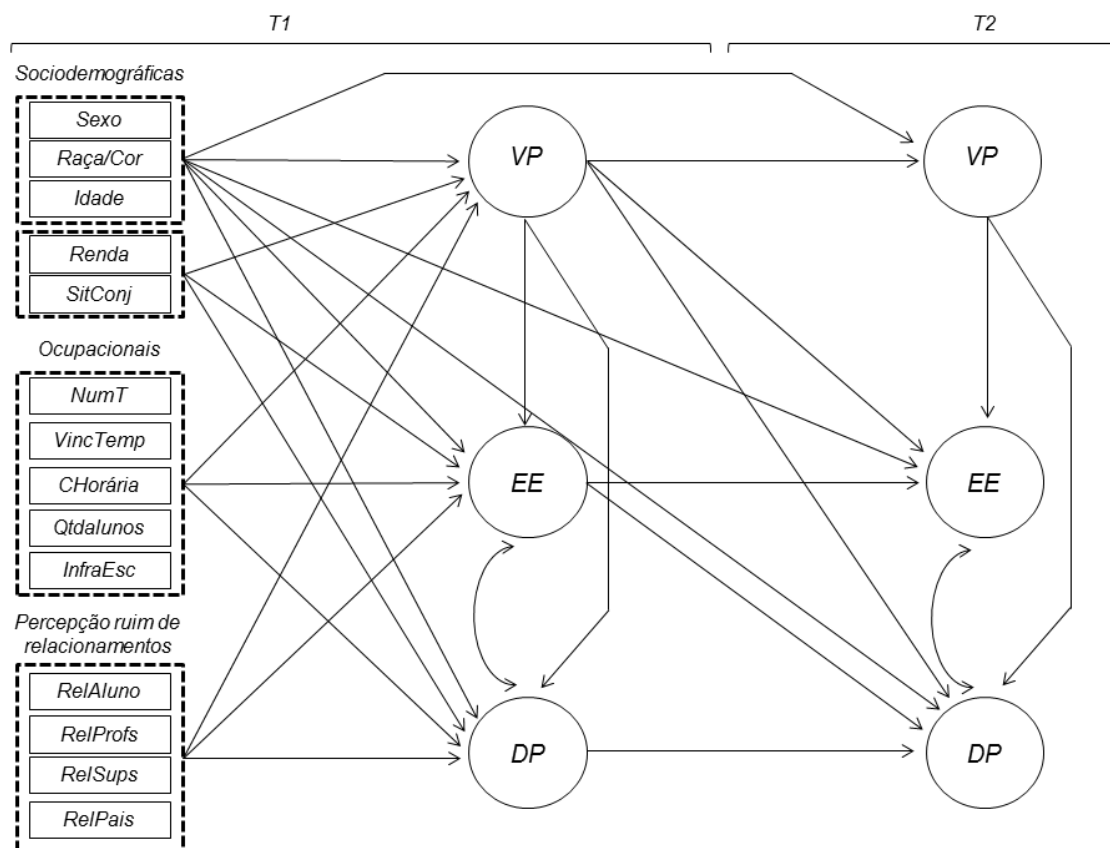 T1
T2
Sociodemográficas
Sexo
Raça/Cor
Idade
Renda
SitConj
Ocupacionais
NumT
VincTemp
CHorária
Qtdalunos
InfraEsc
Percepção ruim de
relacionamentos
RelAluno
RelProfs
RelSups
RelPais
VP
EE
DP
VP
EE
DP